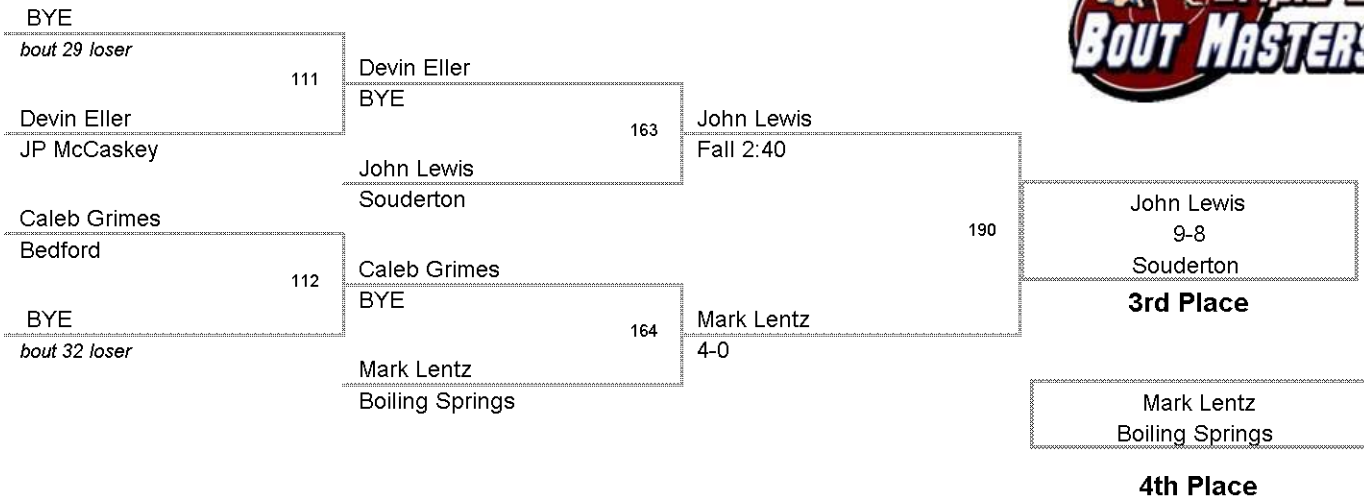 BYE
bout 29 loser
111
Devin Eller
JP McCaskey
Caleb Grimes
Bedford
112
BYE
bout 32 loser
Devin Eller
BYE
163
John Lewis
Souderton
Caleb Grimes
BYE
164
Mark Lentz
Boiling Springs
John Lewis
Fall 2:40
190
Mark Lentz
4-0
BOUT MASTERS
John Lewis
9-8
Souderton
3rd Place
Mark Lentz
Boiling Springs
4th Place